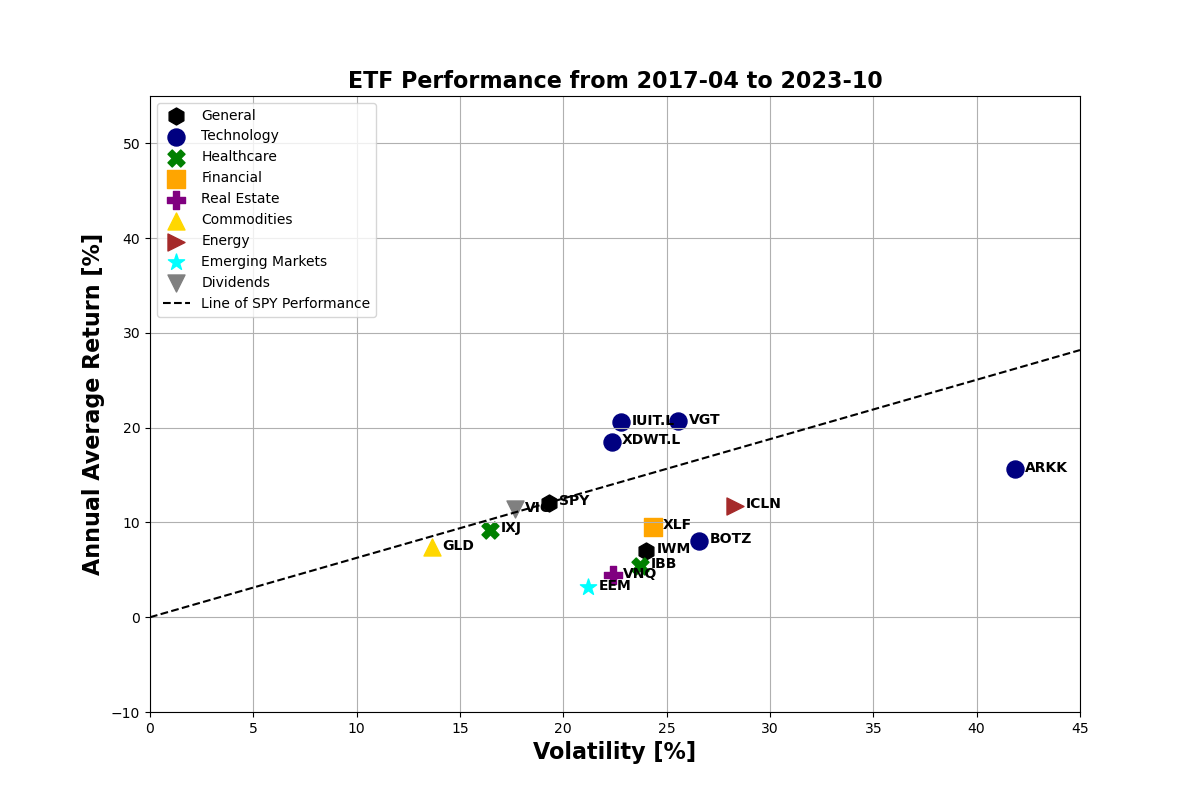 ETF Performance from 2017-04 to 2023-10
General
Technology
Healthcare
Financial
Real Estate
Commodities
Energy
Emerging Markets
Dividends
Line of SPY Performance
Annual Average Return [%]
50
40
30
20
10
0
−10
IUIT.L
VGT
XDWT.L
ARKK
SPY
ICLN
IXJ
XLF
GLD
BOTZ
IWM
IBB
VNQ
EEM
0 5 10 15 20 25 30 35 40 45
Volatility [%]